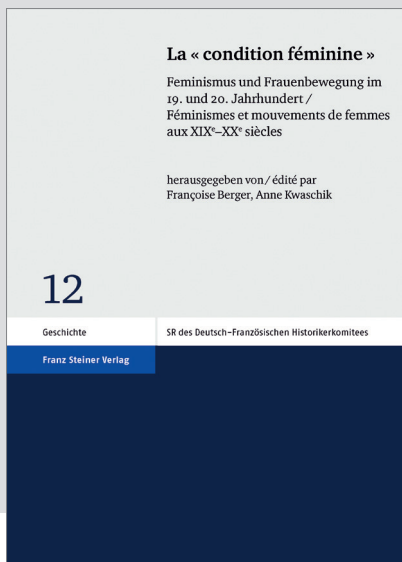 La « condition féminine »
Feminismus und Frauenbewegung im
19. und 20. Jahrhundert /
Féminismes et mouvements de femmes
aux XIXᵉ–XXᵉ siècles
herausgegeben von / édité par
Françoise Berger, Anne Kwaschik
12
Geschichte
SR des Deutsch-Französischen Historikerkomitees
Franz Steiner Verlag